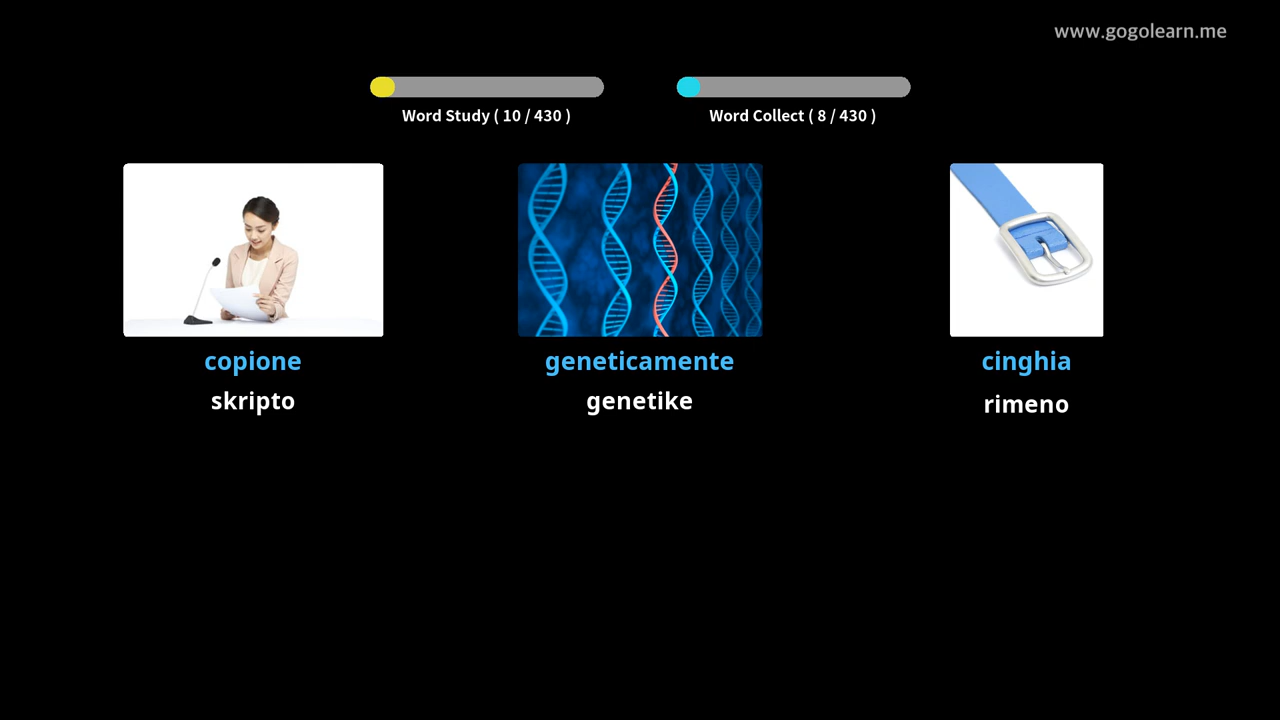 www.gogolearn.me
Word Study ( 10 / 430 )
Word Collect ( 8 / 430 )
copione
geneticamente
cinghia
skripto
genetike
rimeno